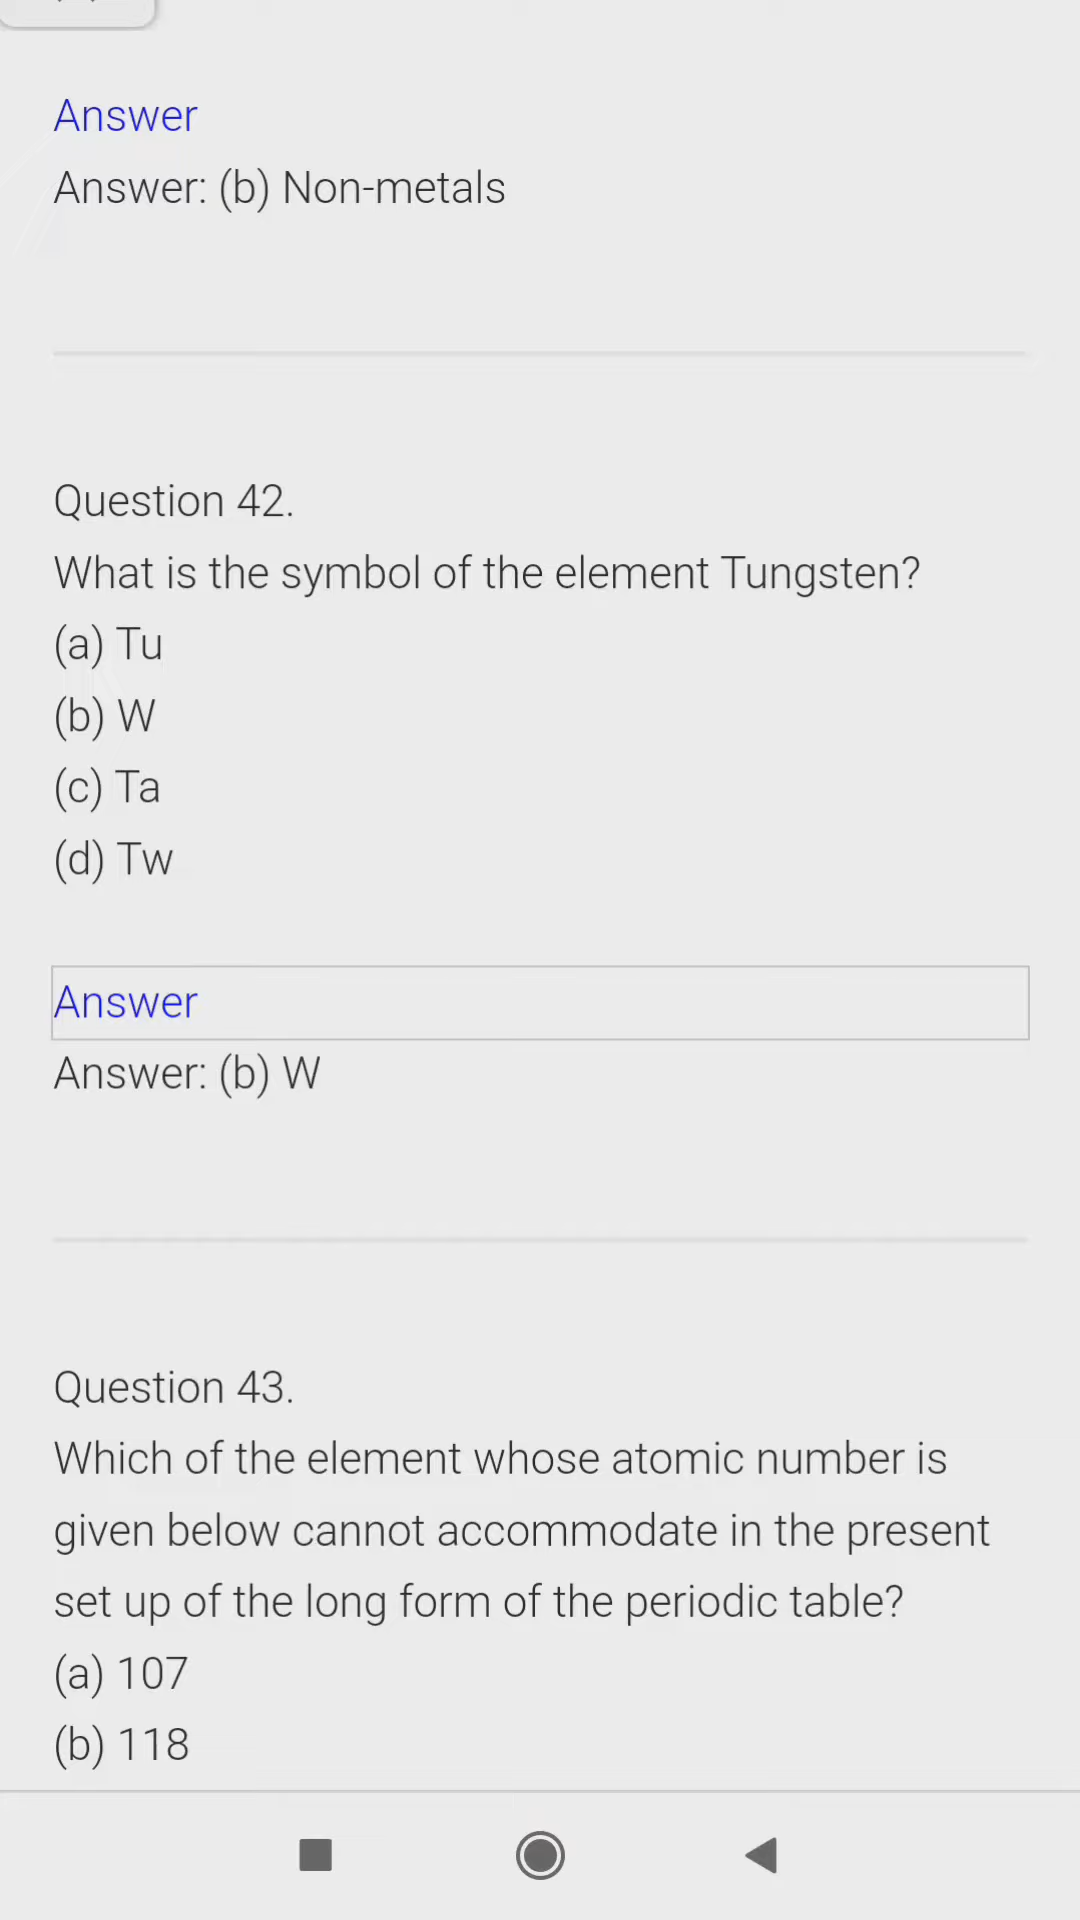 Answer
Answer: (b) Non-metals
Question 42.
What is the symbol of the element Tungsten?
(a) Tu
(b) W
(c) Ta
(d) Tw
Answer
Answer: (b) W
Question 43.
Which of the element whose atomic number is
given below cannot accommodate in the present
set up of the long form of the periodic table?
(a) 107
(b) 118